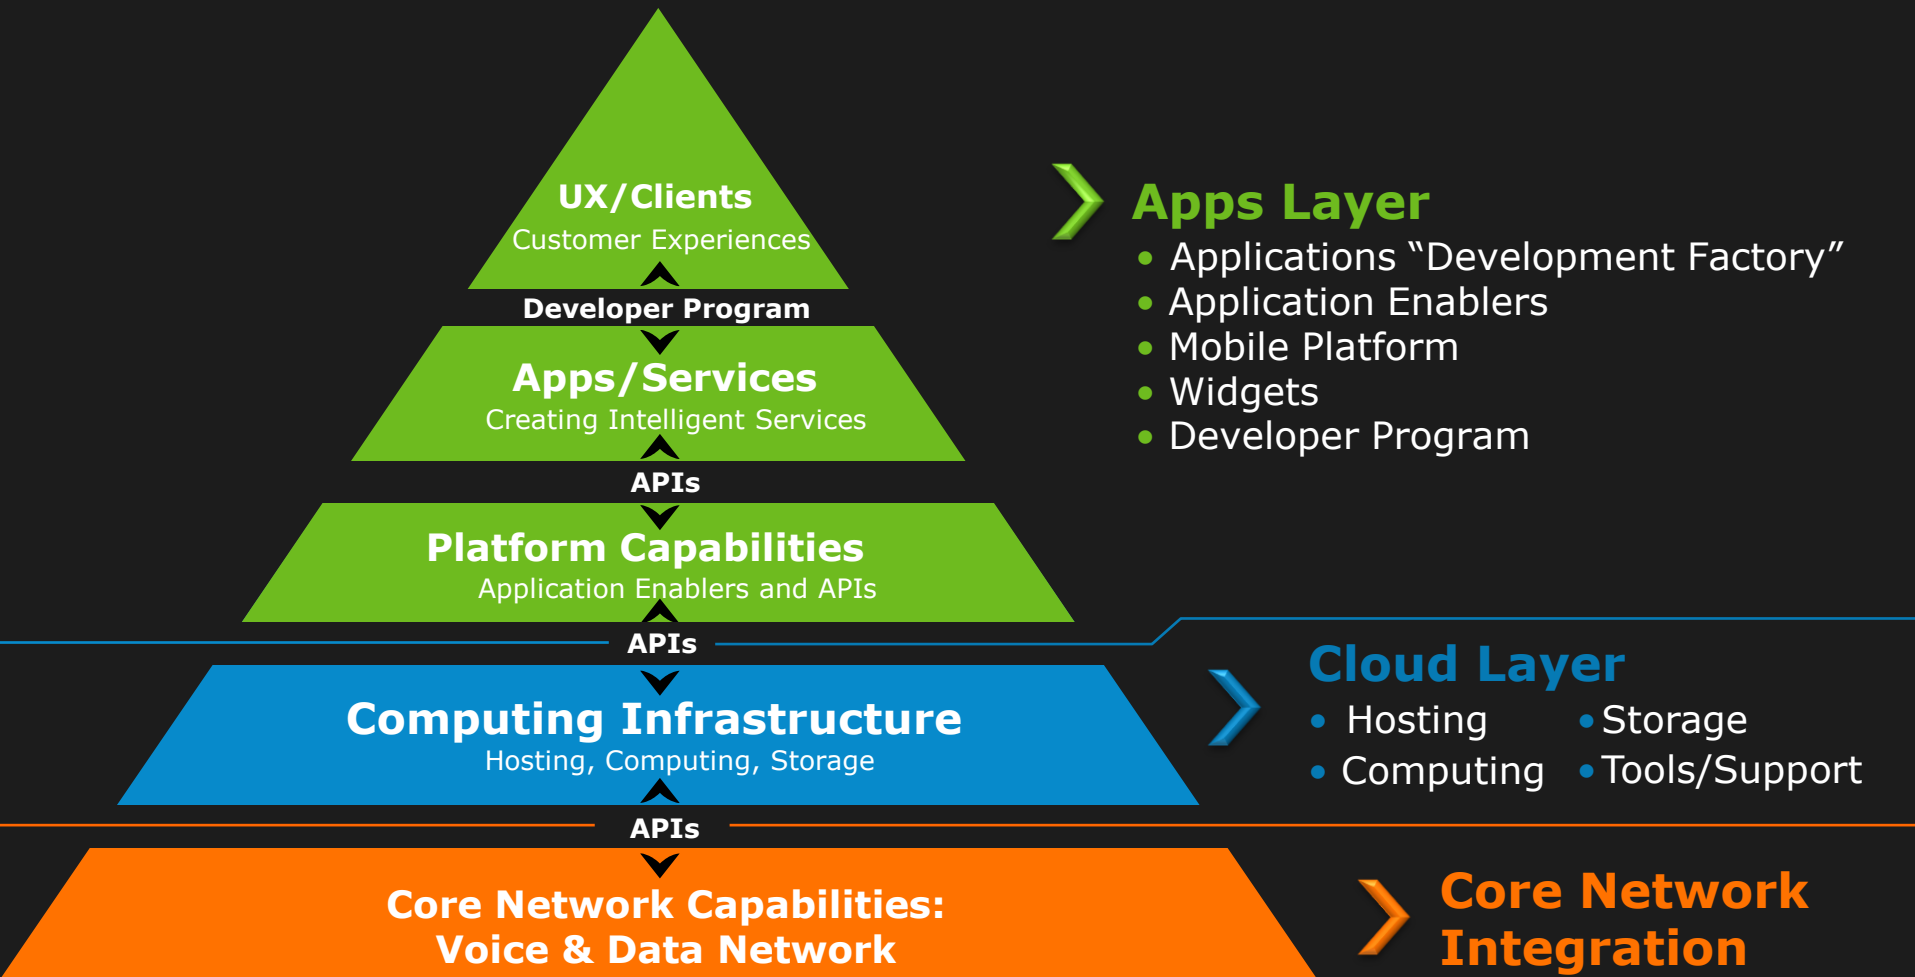 UX/Clients
Customer Experiences
Developer Program
Apps/Services
Creating Intelligent Services
APIs
Platform Capabilities
Application Enablers and APIs
APIs
Computing Infrastructure
Hosting, Computing, Storage
APIs
Core Network Capabilities:
Voice & Data Network
Apps Layer
• Applications “Development Factory”
• Application Enablers
• Mobile Platform
• Widgets
• Developer Program
Cloud Layer
• Hosting • Storage
• Computing • Tools/Support
Core Network
Integration